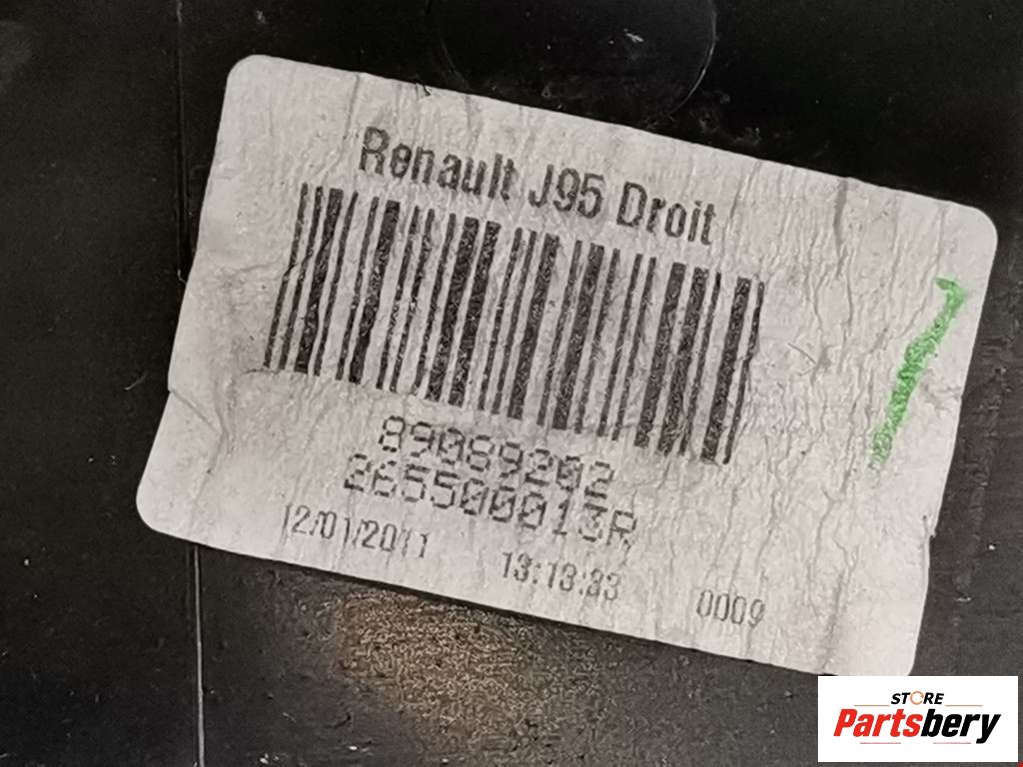 Renault J95 Droit
89089202
265500013R
12/01/2011 13:13:33 0009
STORE
Partsbery